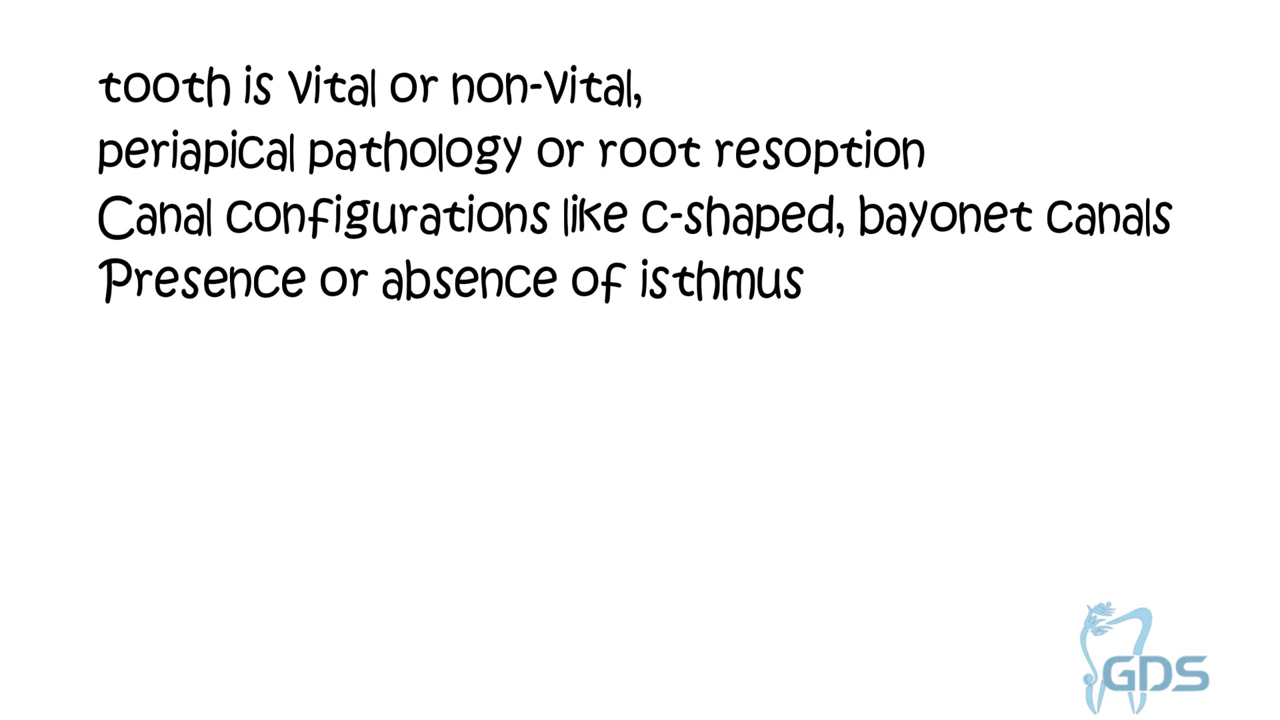 tooth is vital or non-vital,
periapical pathology or root resoption
Canal configurations like c-shaped, bayonet canals
Presence or absence of isthmus
GDS